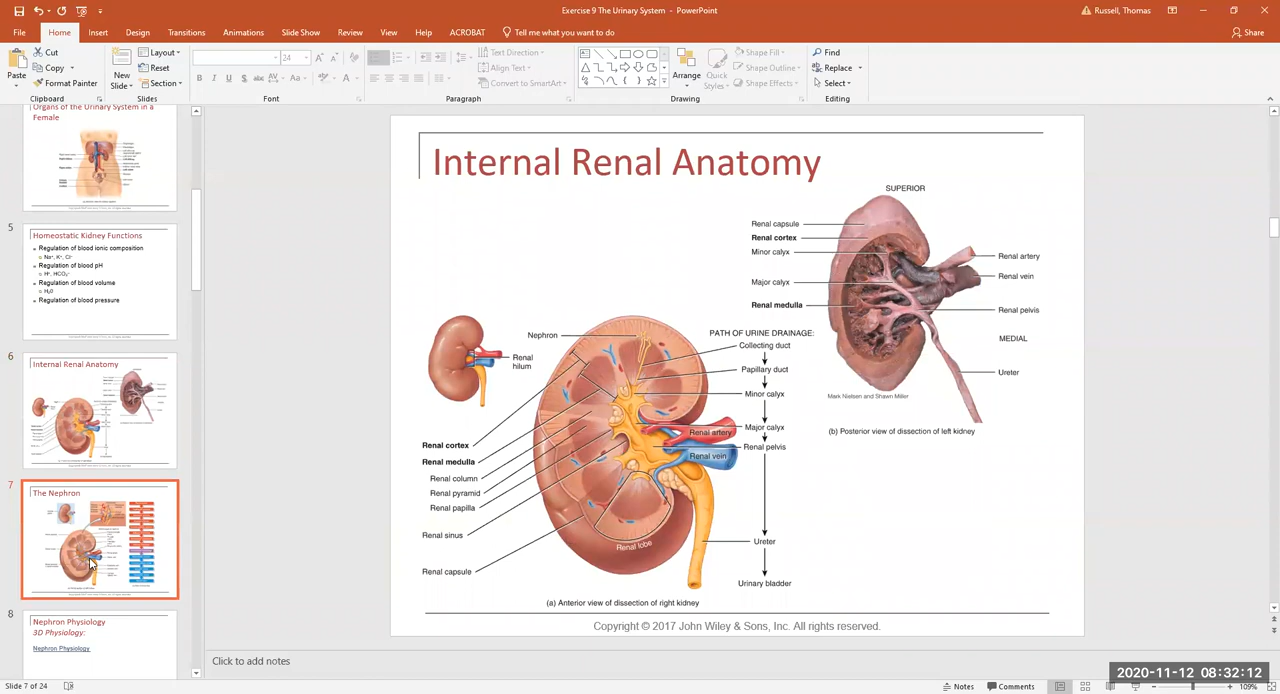 Exercise 9 The Urinary System - PowerPoint
Russell, Thomas
File Home Insert Design Transitions Animations Slide Show Review View Help ACROBAT Tell me what you want to do
Share
Paste
Cut
Copy
Format Painter
Clipboard
New
Slide
Layout
Reset
Section
Slides
24
B I U S abc AV Aa A
Font
Text Direction
Align Text
Convert to SmartArt
Paragraph
Arrange
Quick
Styles
Shape Fill
Shape Outline
Shape Effects
Drawing
Find
Replace
Select
Editing
Organs of the Urinary System in a
Female
5
Homeostatic Kidney Functions
Regulation of blood ionic composition
Na+, K+, Cl-
Regulation of blood pH
H+, HCO3-
Regulation of blood volume
H2O
Regulation of blood pressure
6
Internal Renal Anatomy
7
The Nephron
8
Nephron Physiology
3D Physiology:
Nephron Physiology
Internal Renal Anatomy
SUPERIOR
Renal capsule
Renal cortex
Minor calyx
Major calyx
Renal medulla
Renal artery
Renal vein
Renal pelvis
MEDIAL
Ureter
Mark Nielsen and Shawn Miller
(b) Posterior view of dissection of left kidney
Renal
hilum
Nephron
PATH OF URINE DRAINAGE:
Collecting duct
Papillary duct
Minor calyx
Major calyx
Renal pelvis
Ureter
Urinary bladder
Renal artery
Renal vein
Renal cortex
Renal medulla
Renal column
Renal pyramid
Renal papilla
Renal sinus
Renal capsule
Renal lobe
(a) Anterior view of dissection of right kidney
Copyright © 2017 John Wiley & Sons, Inc. All rights reserved.
Click to add notes
Slide 7 of 24
Notes
Comments
109%
2020-11-12 08:32:12